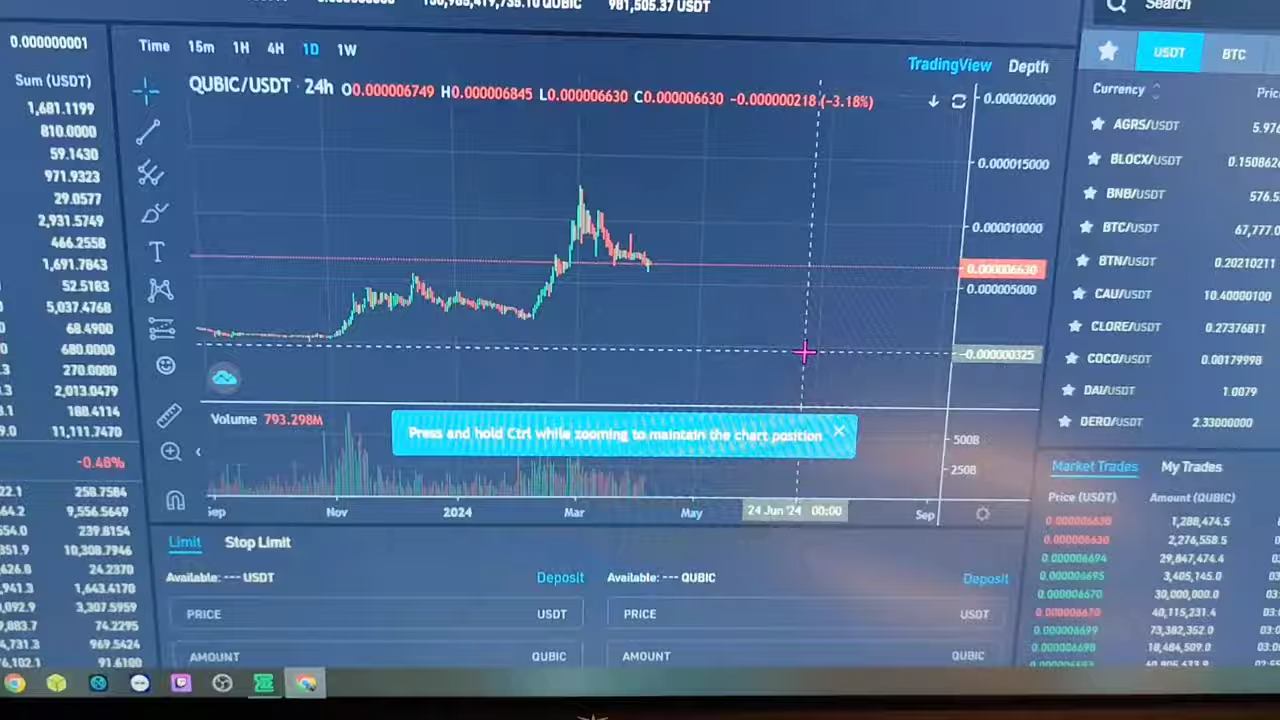 981,505.37 USDT
Search
0.000000001
Sum (USDT)
1,681.1199
810.0000
59.1430
971.9323
29.0577
2,931.5749
466.2558
1,691.7843
52.5183
5,037.4768
68.4900
680.0000
270.0000
2,013.0479
188.4114
11,111.7470
-0.48%
258.7584
9,556.5649
239.8154
10,308.7946
24.2370
1,643.4170
3,307.5959
74.2295
969.5424
91.6100
Time 15m 1H 4H 1D 1W
TradingView Depth
QUBIC/USDT · 24h O0.000006749 H0.000006845 L0.000006630 C0.000006630 -0.000000218 (-3.18%)
0.000020000
0.000015000
0.000010000
0.000006630
0.000005000
-0.000000325
Volume 793.298M
Press and hold Ctrl while zooming to maintain the chart position
500B
250B
Sep Nov 2024 Mar May 24 Jun '24 00:00 Sep
Limit Stop Limit
Available: --- USDT Deposit Available: --- QUBIC Deposit
PRICE USDT PRICE USDT
AMOUNT QUBIC AMOUNT QUBIC
USDT BTC
Currency
AGRS/USDT 5.976
BLOCX/USDT 0.150862
BNB/USDT 576.5
BTC/USDT 67,777.0
BTN/USDT 0.20210211
CAU/USDT 10.40000100
CLORE/USDT 0.27376811
COCO/USDT 0.00179998
DAI/USDT 1.0079
DERO/USDT 2.33000000
Market Trades My Trades
Price (USDT) Amount (QUBIC)
0.000006630 1,288,474.5
0.000006630 2,276,558.5
0.000006694 29,847,474.4
0.000006695 3,405,145.0
0.000006670 30,000,000.0
0.000006670 40,115,231.4
0.000006699 73,382,352.0
0.000006698 18,484,509.0